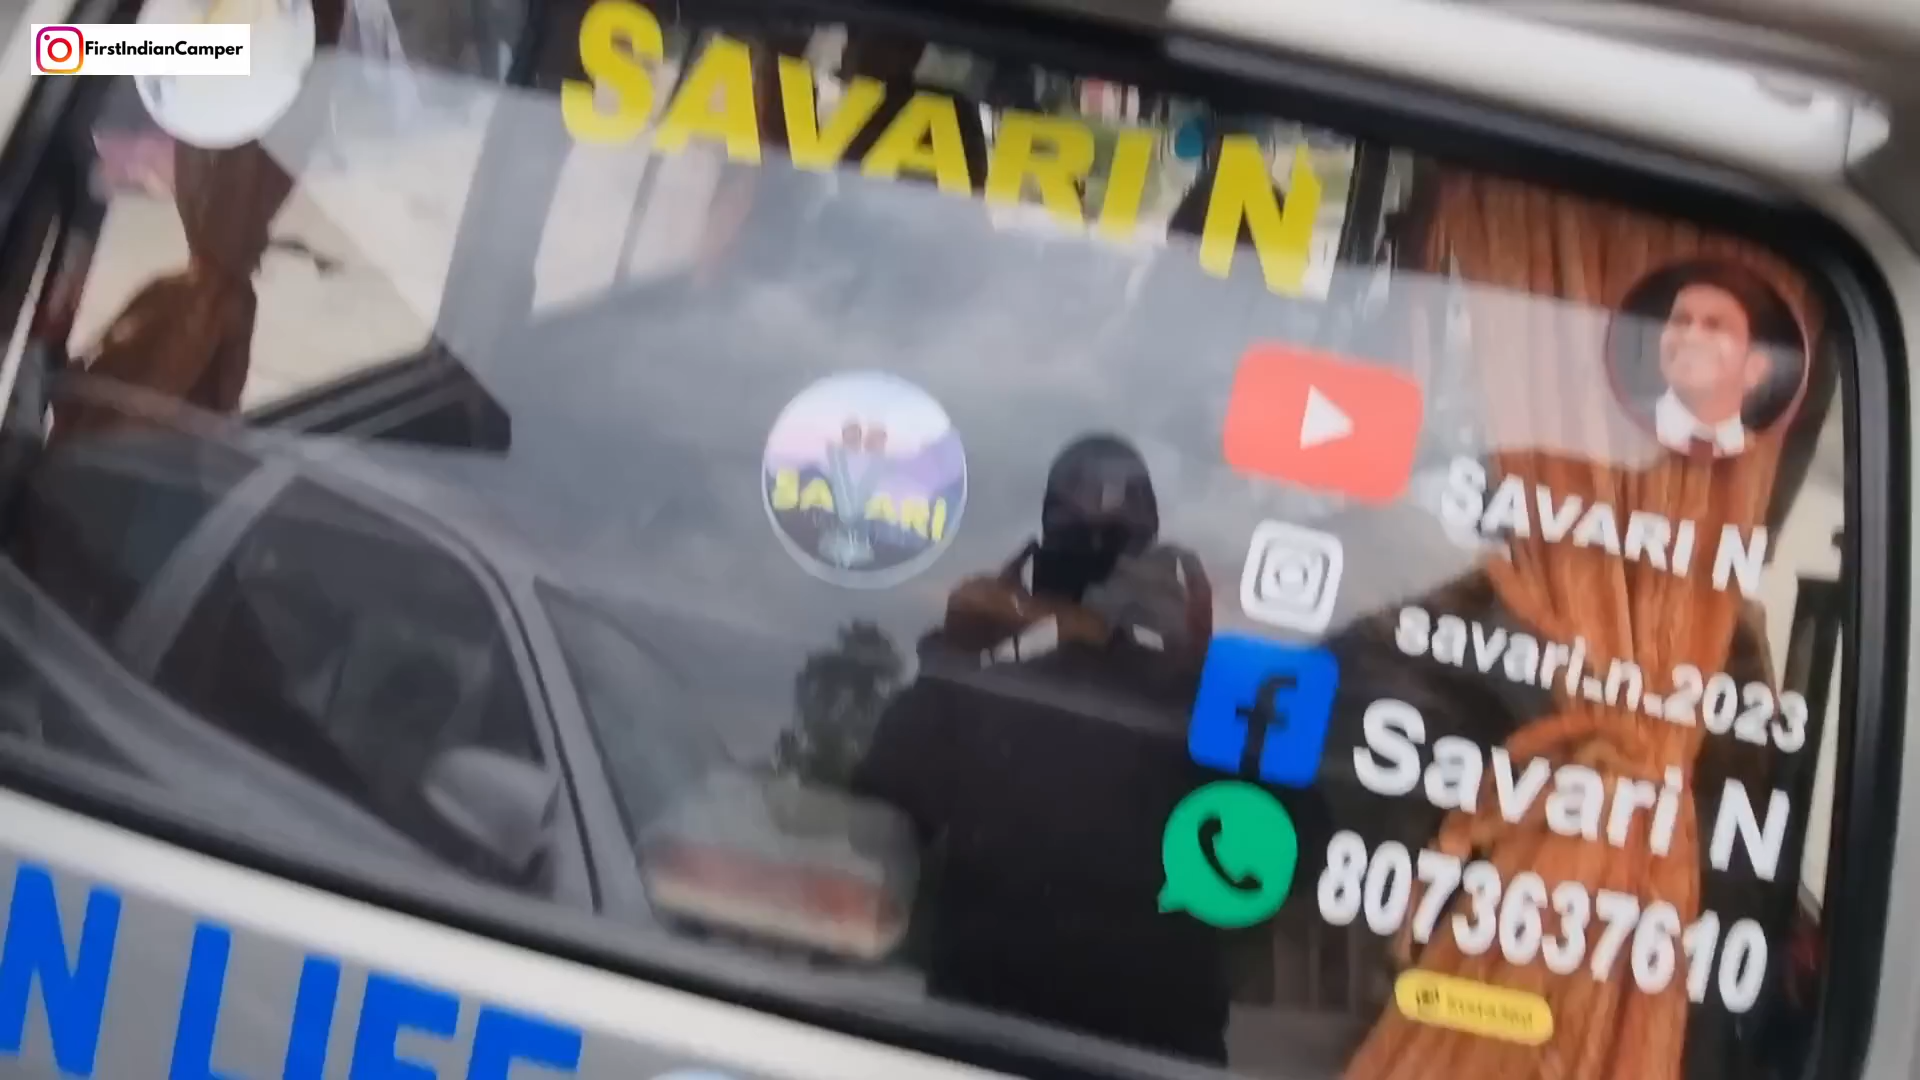 FirstIndianCamper
SAVARI N
SAVARI
SAVARI N
savari_n_2023
Savari N
8073637610
N LIFE